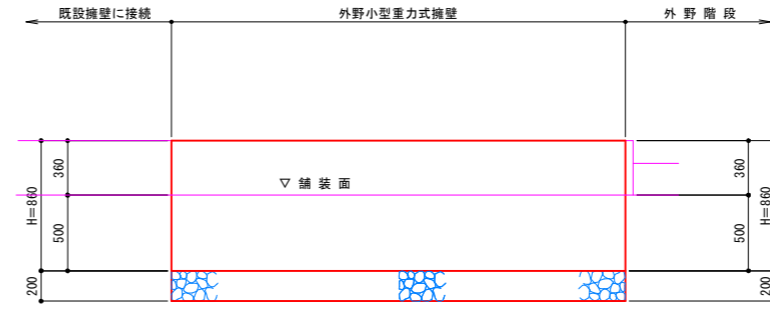 既設擁壁に接続
外野小型重力式擁壁
外 野 階 段
▽ 舗 装 面
360
H=860
500
200
360
H=860
500
200